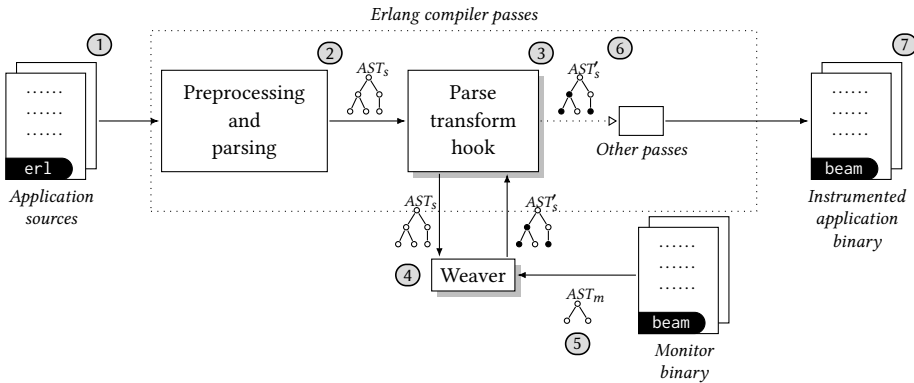 Erlang compiler passes
1
2
3
6
7
AST_s
AST′_s
......
......
......
erl
Application
sources
Preprocessing
and
parsing
Parse
transform
hook
Other passes
......
......
......
beam
Instrumented
application
binary
AST_s
AST′_s
4
Weaver
AST_m
5
......
......
......
beam
Monitor
binary